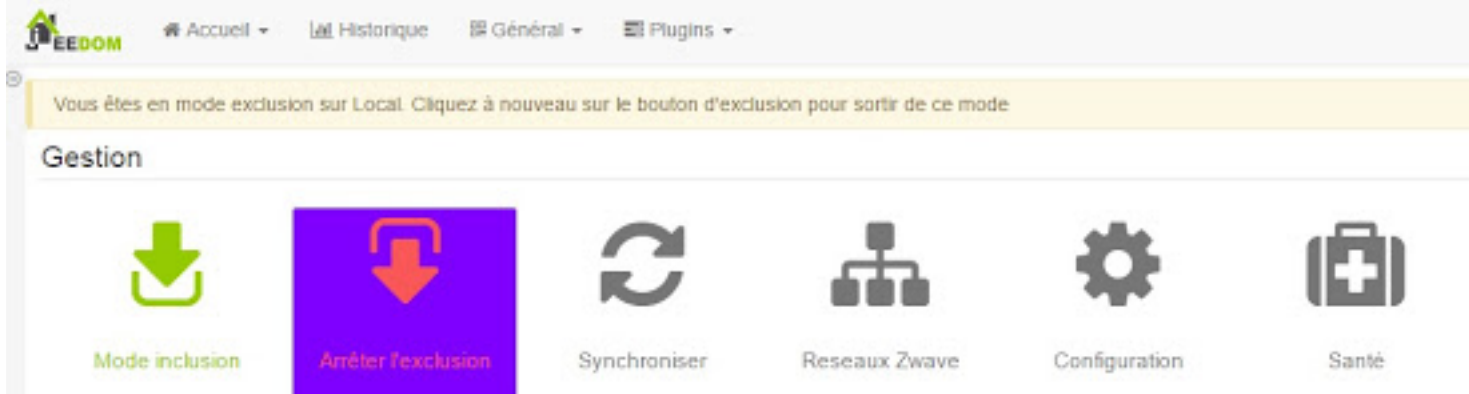 JEEDOM Accueil Historique Général Plugins
Vous êtes en mode exclusion sur Local. Cliquez à nouveau sur le bouton d'exclusion pour sortir de ce mode
Gestion
Mode inclusion Arrêter l'exclusion Synchroniser Reseaux Zwave Configuration Santé